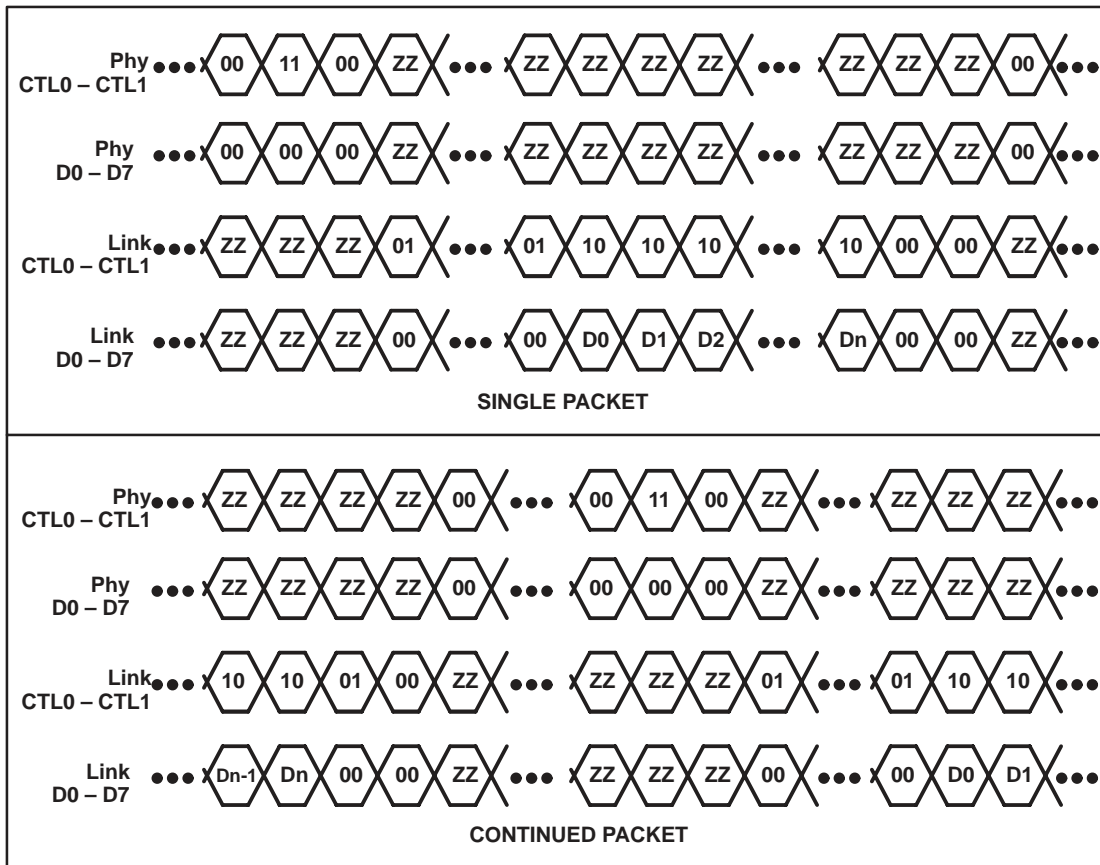 Phy
CTL0 – CTL1
00 11 00 ZZ ZZ ZZ ZZ ZZ ZZ ZZ ZZ 00
Phy
D0 – D7
00 00 00 ZZ ZZ ZZ ZZ ZZ ZZ ZZ ZZ 00
Link
CTL0 – CTL1
ZZ ZZ ZZ 01 01 10 10 10 10 00 00 ZZ
Link
D0 – D7
ZZ ZZ ZZ 00 00 D0 D1 D2 Dn 00 00 ZZ
SINGLE PACKET
Phy
CTL0 – CTL1
ZZ ZZ ZZ ZZ 00 00 11 00 ZZ ZZ ZZ ZZ
Phy
D0 – D7
ZZ ZZ ZZ ZZ 00 00 00 00 ZZ ZZ ZZ ZZ
Link
CTL0 – CTL1
10 10 01 00 ZZ ZZ ZZ ZZ 01 01 10 10
Link
D0 – D7
Dn-1 Dn 00 00 ZZ ZZ ZZ ZZ 00 00 D0 D1
CONTINUED PACKET